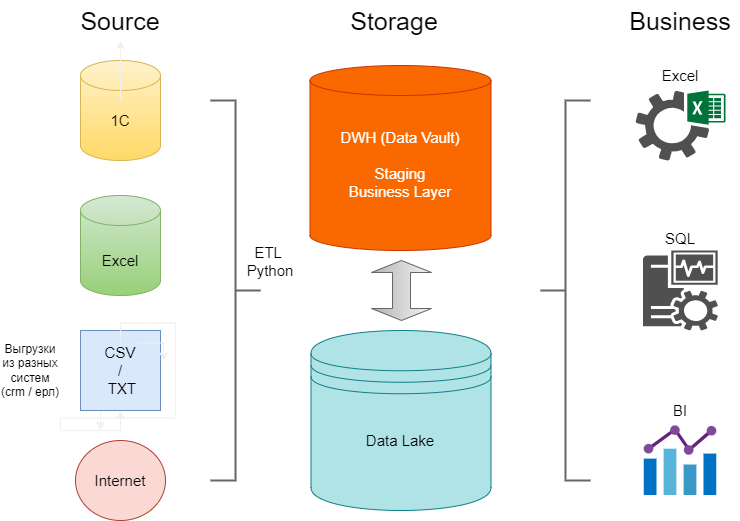 Source
Storage
Business
1C
Excel
Выгрузки
из разных
систем
(crm / ерл)
CSV
/
TXT
Internet
ETL
Python
DWH (Data Vault)
Staging
Business Layer
Data Lake
Excel
X
SQL
BI